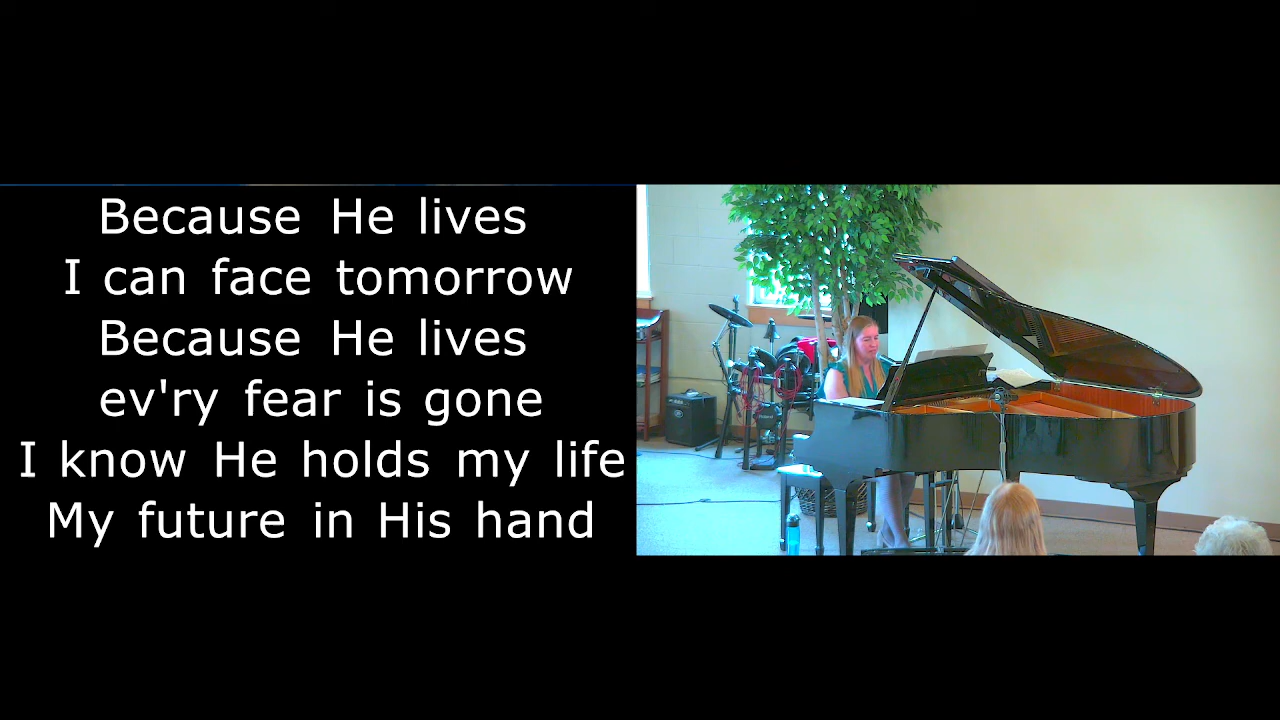 Because He lives
I can face tomorrow
Because He lives
ev'ry fear is gone
I know He holds my life
My future in His hand